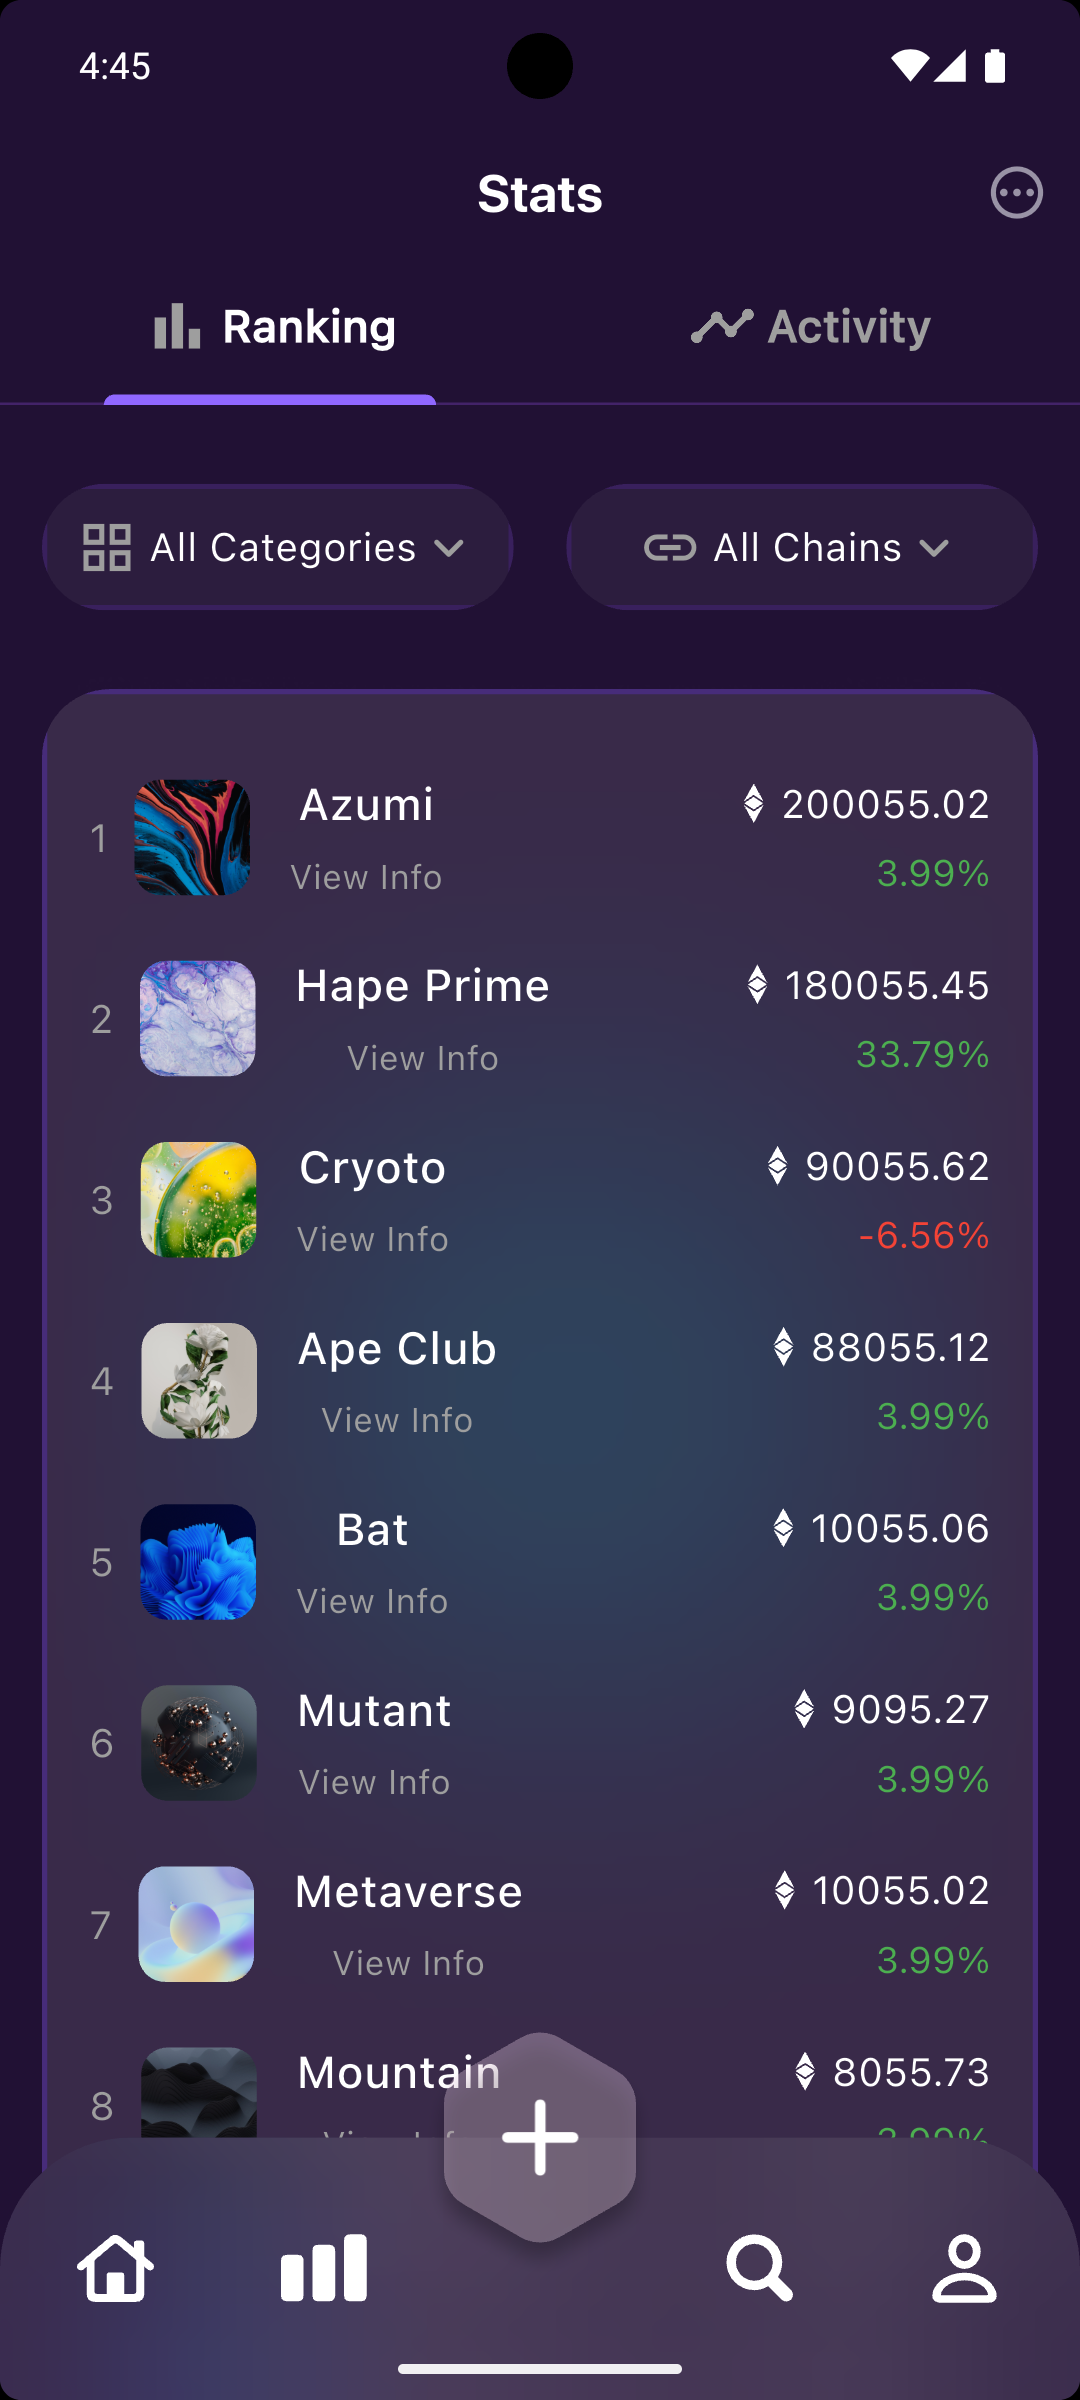 4:45
Stats
Ranking
Activity
All Categories
All Chains
1
Azumi
200055.02
View Info
3.99%
2
Hape Prime
180055.45
View Info
33.79%
3
Cryoto
90055.62
View Info
-6.56%
4
Ape Club
88055.12
View Info
3.99%
5
Bat
10055.06
View Info
3.99%
6
Mutant
9095.27
View Info
3.99%
7
Metaverse
10055.02
View Info
3.99%
8
Mountain
8055.73